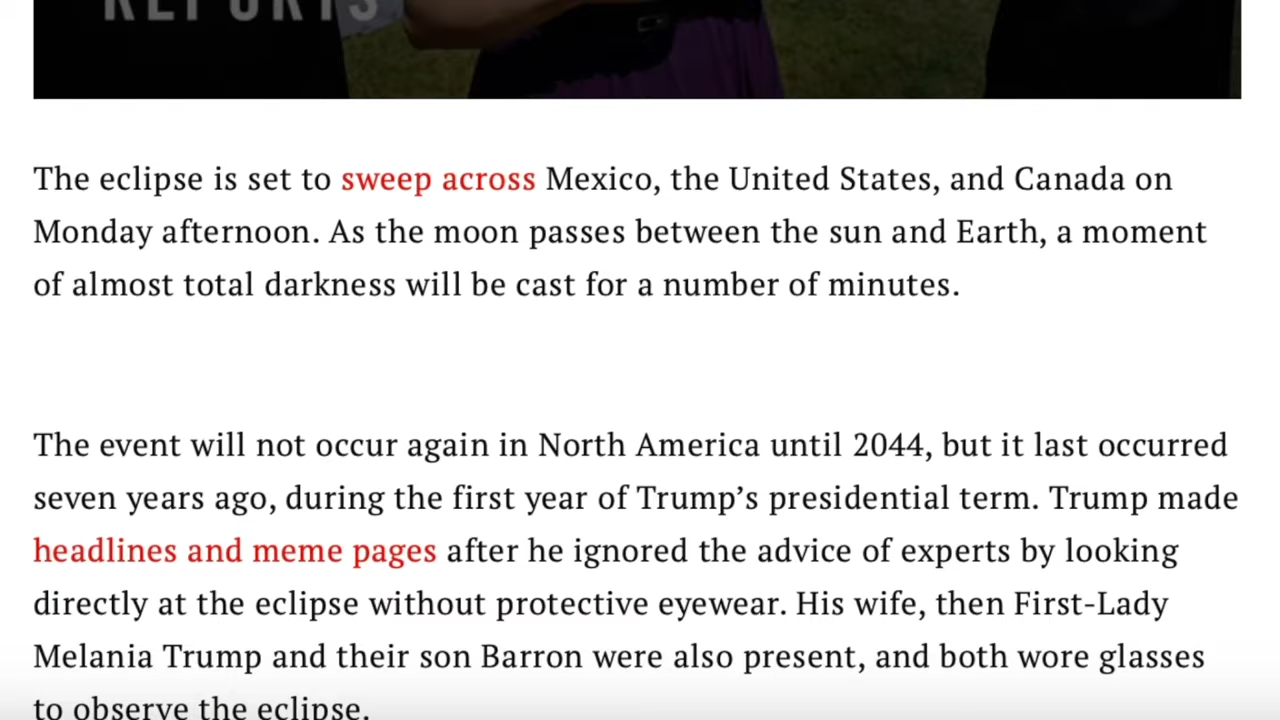 REPORTS
The eclipse is set to sweep across Mexico, the United States, and Canada on
Monday afternoon. As the moon passes between the sun and Earth, a moment
of almost total darkness will be cast for a number of minutes.
The event will not occur again in North America until 2044, but it last occurred
seven years ago, during the first year of Trump’s presidential term. Trump made
headlines and meme pages after he ignored the advice of experts by looking
directly at the eclipse without protective eyewear. His wife, then First-Lady
Melania Trump and their son Barron were also present, and both wore glasses
to observe the eclipse.